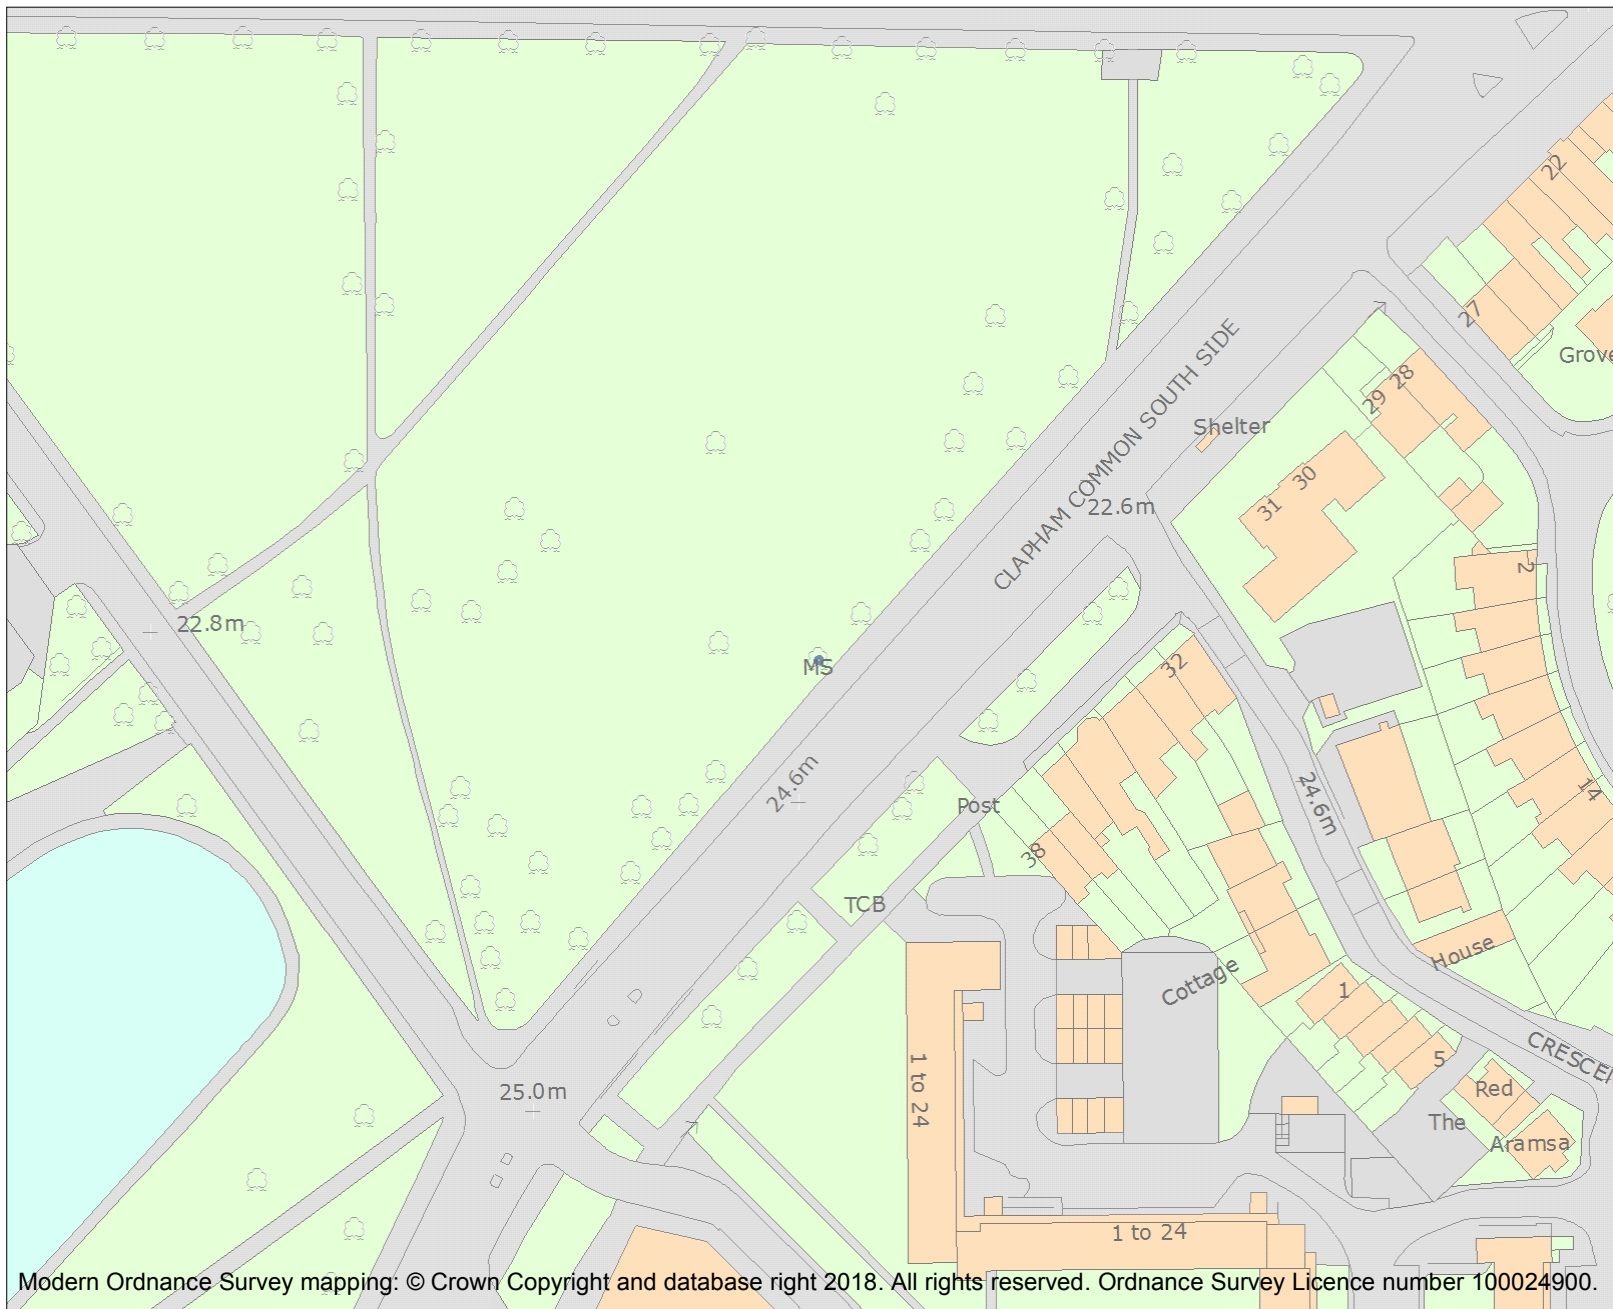 22
27
Grove
CLAPHAM COMMON SOUTH SIDE
28
29
Shelter
30
31
22.6m
2
22.8m
MS
32
24.6m
24.6m
14
Post
38
TCB
House
Cottage
1
5
CRESCE
25.0m
1 to 24
Red
The
Aramsa
1 to 24
Modern Ordnance Survey mapping: © Crown Copyright and database right 2018. All rights reserved. Ordnance Survey Licence number 100024900.